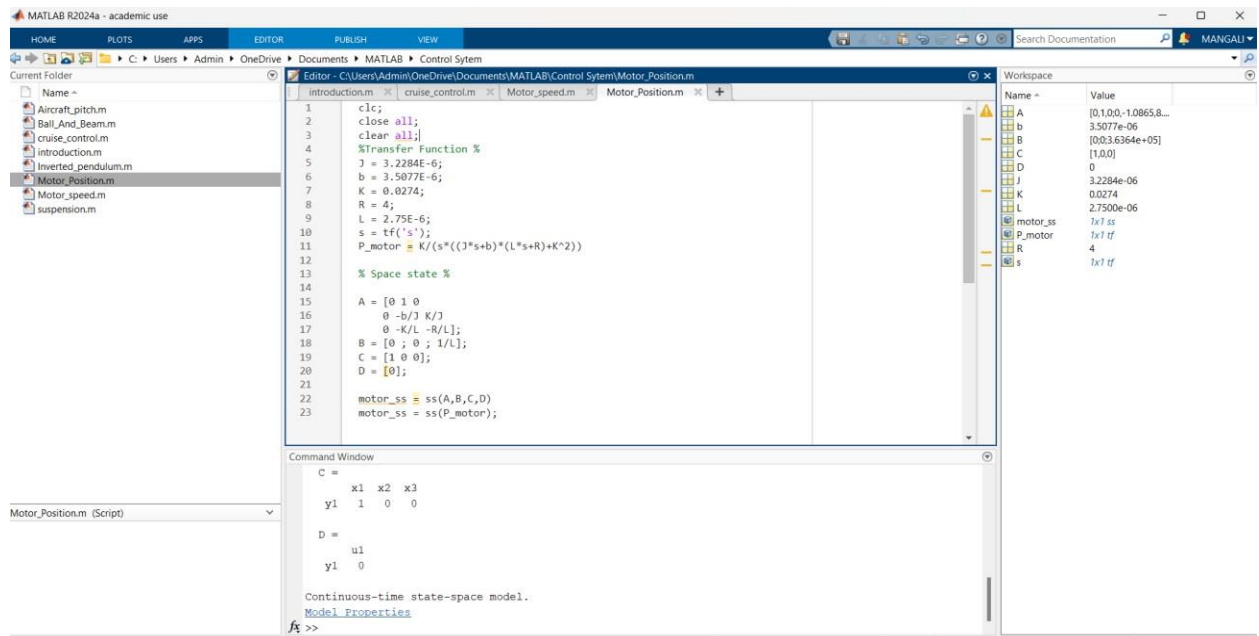 MATLAB R2024a - academic use
HOME PLOTS APPS EDITOR PUBLISH VIEW Search Documentation MANGALI
C: Users Admin OneDrive Documents MATLAB Control Sytem
Current Folder
Name
Aircraft_pitch.m
Ball_And_Beam.m
cruise_control.m
introduction.m
Inverted_pendulum.m
Motor_Position.m
Motor_speed.m
suspension.m
Motor_Position.m (Script)
Editor - C:\Users\Admin\OneDrive\Documents\MATLAB\Control Sytem\Motor_Position.m
introduction.m cruise_control.m Motor_speed.m Motor_Position.m +
1 clc;
2 close all;
3 clear all;
4 %Transfer Function %
5 J = 3.2284E-6;
6 b = 3.5077E-6;
7 K = 0.0274;
8 R = 4;
9 L = 2.75E-6;
10 s = tf('s');
11 P_motor = K/(s*((J*s+b)*(L*s+R)+K^2))
12
13 % Space state %
14
15 A = [0 1 0
16 0 -b/J K/J
17 0 -K/L -R/L];
18 B = [0 ; 0 ; 1/L];
19 C = [1 0 0];
20 D = [0];
21
22 motor_ss = ss(A,B,C,D)
23 motor_ss = ss(P_motor);
Command Window
C =
x1 x2 x3
y1 1 0 0
D =
u1
y1 0
Continuous-time state-space model.
Model Properties
fx >>
Workspace
Name Value
A [0,1,0;0,-1.0865,8....
b 3.5077e-06
B [0;0;3.6364e+05]
C [1,0,0]
D 0
J 3.2284e-06
K 0.0274
L 2.7500e-06
motor_ss 1x1 ss
P_motor 1x1 tf
R 4
s 1x1 tf